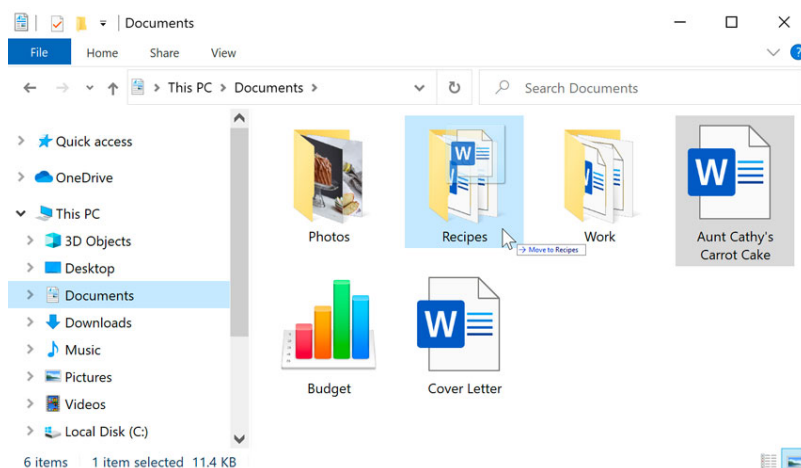 Documents
File Home Share View
This PC > Documents >
Search Documents
Quick access
OneDrive
This PC
3D Objects
Desktop
Documents
Downloads
Music
Pictures
Videos
Local Disk (C:)
Photos
Recipes
Work
Aunt Cathy's
Carrot Cake
→ Move to Recipes
Budget
Cover Letter
W
W
W
6 items 1 item selected 11.4 KB